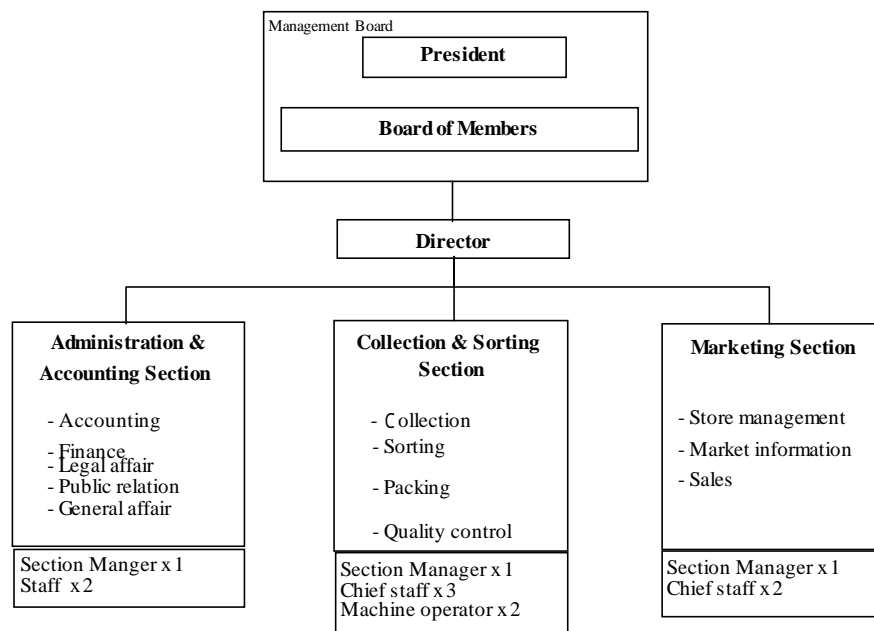 Management Board
President
Board of Members
Director
Administration &
Accounting Section
- Accounting
- Finance
- Legal affair
- Public relation
- General affair
Section Manger x 1
Staff x 2
Collection & Sorting
Section
- Collection
- Sorting
- Packing
- Quality control
Section Manager x 1
Chief staff x 3
Machine operator x 2
Marketing Section
- Store management
- Market information
- Sales
Section Manager x 1
Chief staff x 2